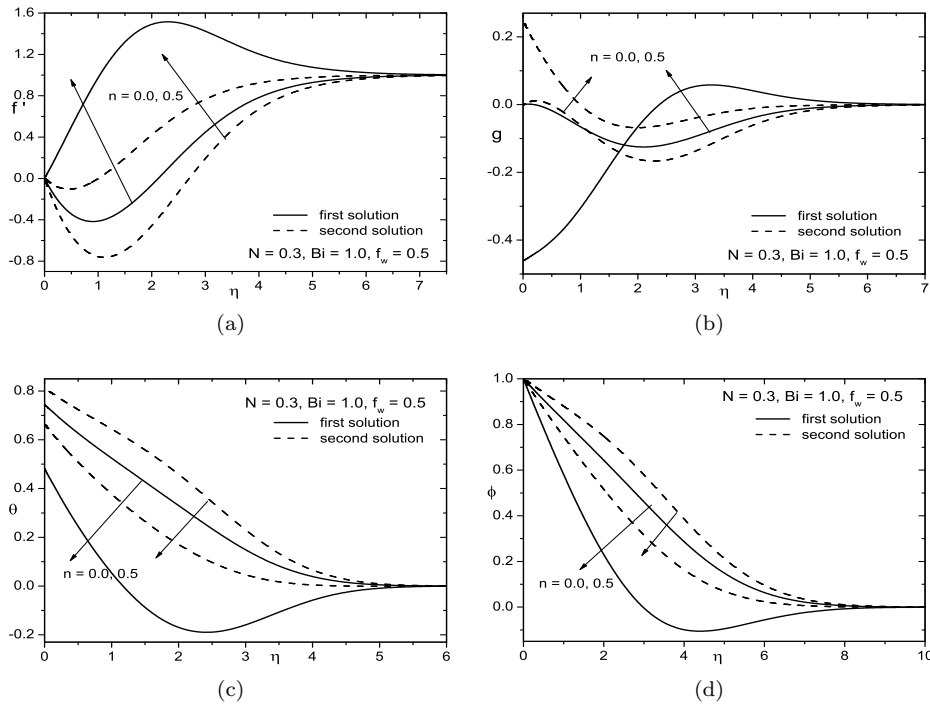 1.6
1.2
0.8
0.4
0.0
-0.4
-0.8
f '
n = 0.0, 0.5
first solution
second solution
N = 0.3, Bi = 1.0, f_w = 0.5
0 1 2 3 4 5 6 7
η
(a)
0.2
0.0
-0.2
-0.4
g
n = 0.0, 0.5
first solution
second solution
N = 0.3, Bi = 1.0, f_w = 0.5
0 1 2 3 4 5 6 7
η
(b)
0.8
0.6
0.4
0.2
0.0
-0.2
θ
N = 0.3, Bi = 1.0, f_w = 0.5
first solution
second solution
n = 0.0, 0.5
0 1 2 3 4 5 6
η
(c)
1.0
0.8
0.6
0.4
0.2
0.0
ϕ
N = 0.3, Bi = 1.0, f_w = 0.5
first solution
second solution
n = 0.0, 0.5
0 2 4 6 8 10
η
(d)